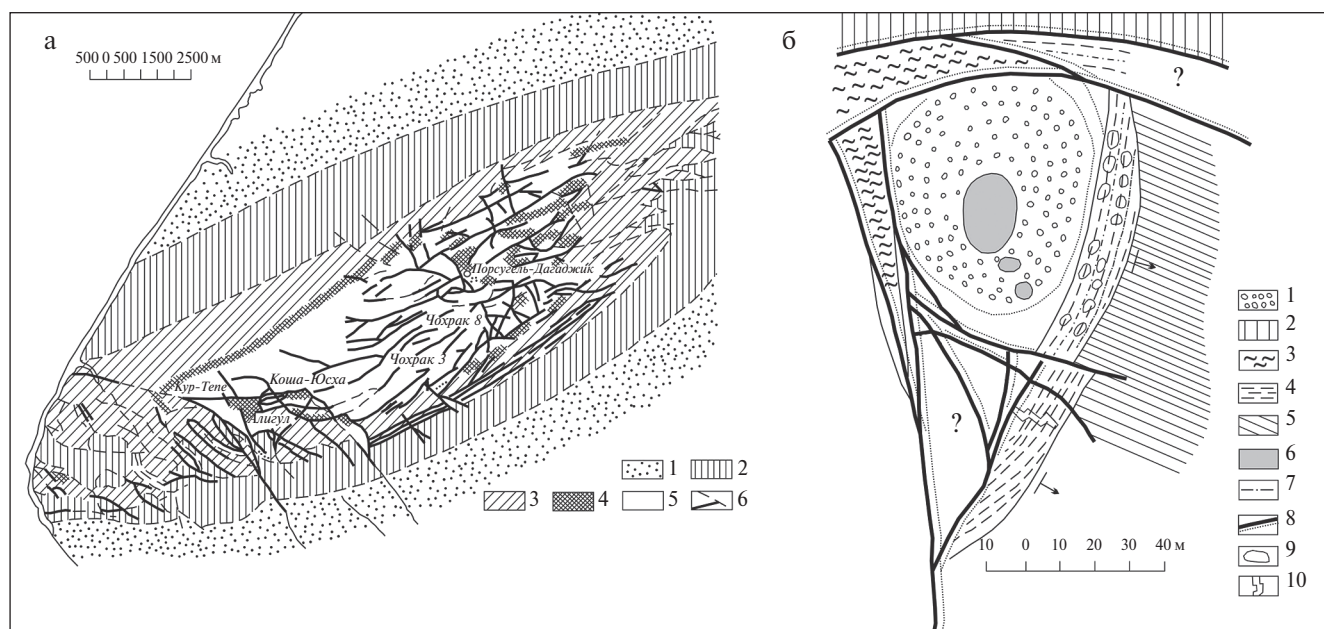 а
500 0 500 1500 2500 м
Порсугель-Дагаджик
Чохрак 8
Чохрак 3
Кур-Тепе
Коша-Юсха
Алигул
1 2
3 4 5 6
б
?
?
10 0 10 20 30 40 м
1
2
3
4
5
6
7
8
9
10